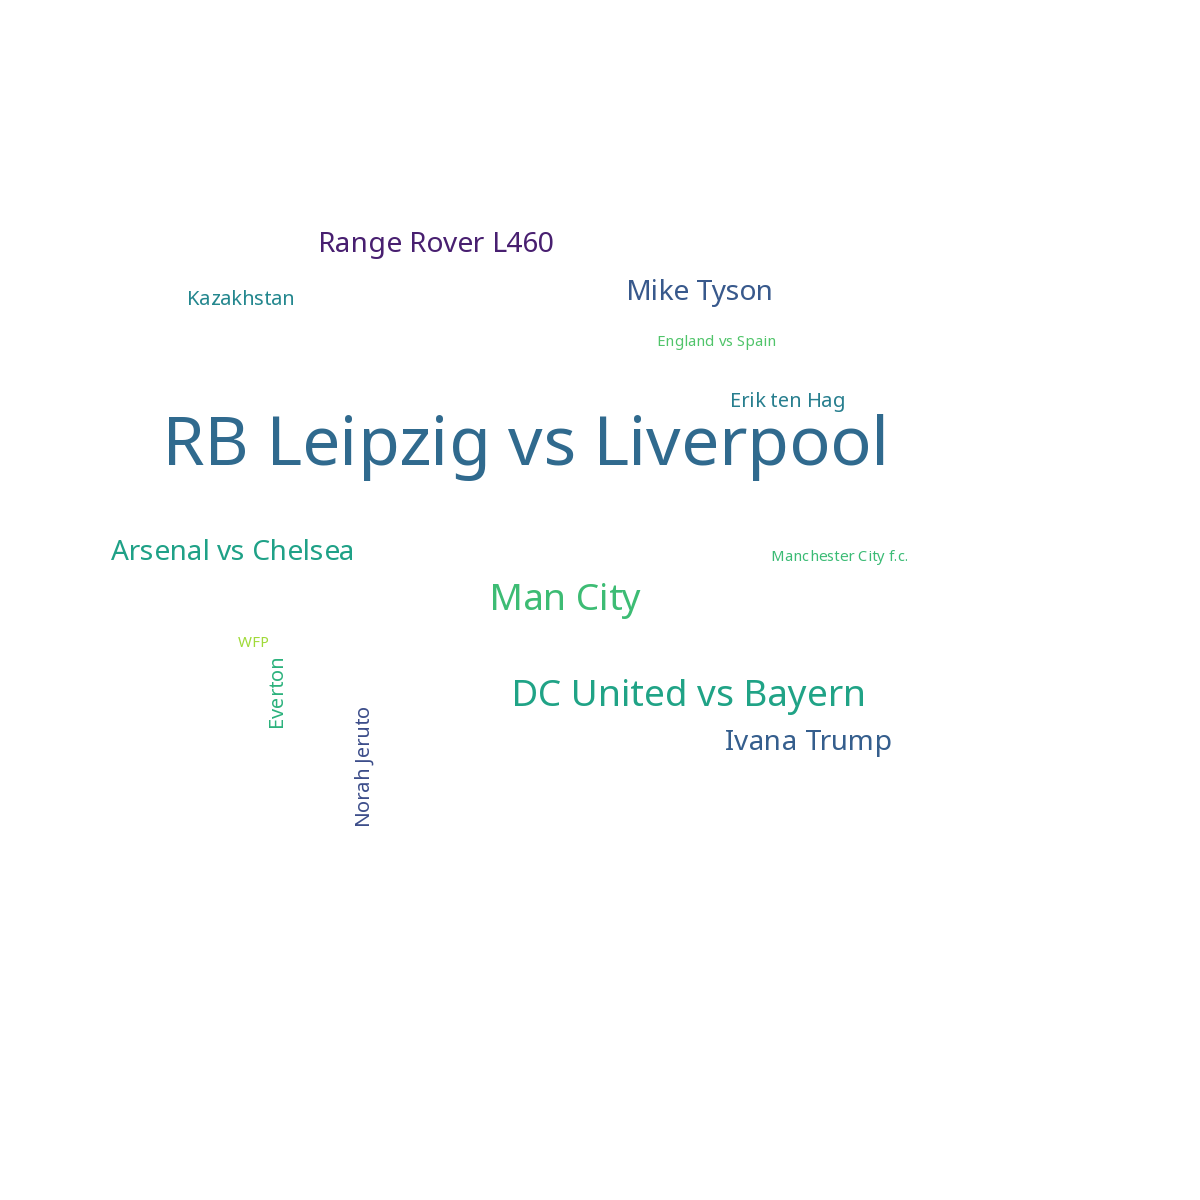 Range Rover L460
Mike Tyson
Kazakhstan
England vs Spain
Erik ten Hag
RB Leipzig vs Liverpool
Arsenal vs Chelsea
Manchester City f.c.
Man City
WFP
Everton
DC United vs Bayern
Ivana Trump
Norah Jeruto